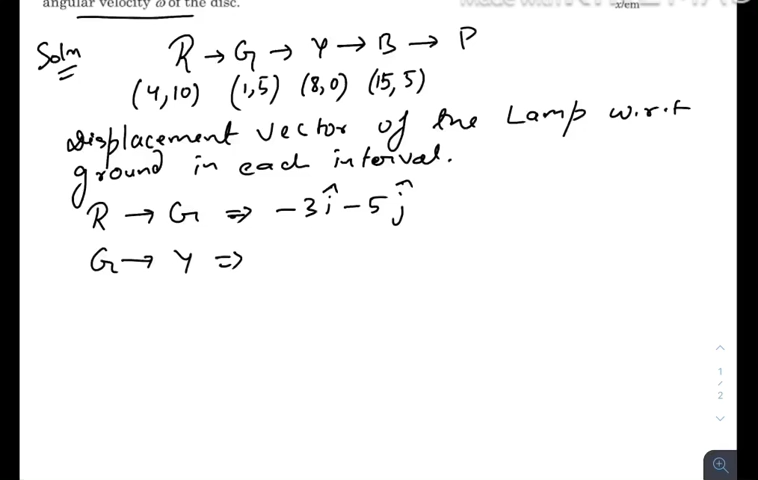 angular velocity ω of the disc.
x/cm
Soln R → G → Y → B → P
(4,10) (1,5) (8,0) (15,5)
Displacement vector of the Lamp w.r.t
ground in each interval.
R → G ⇒ -3î - 5ĵ
G → Y ⇒
1
/
2